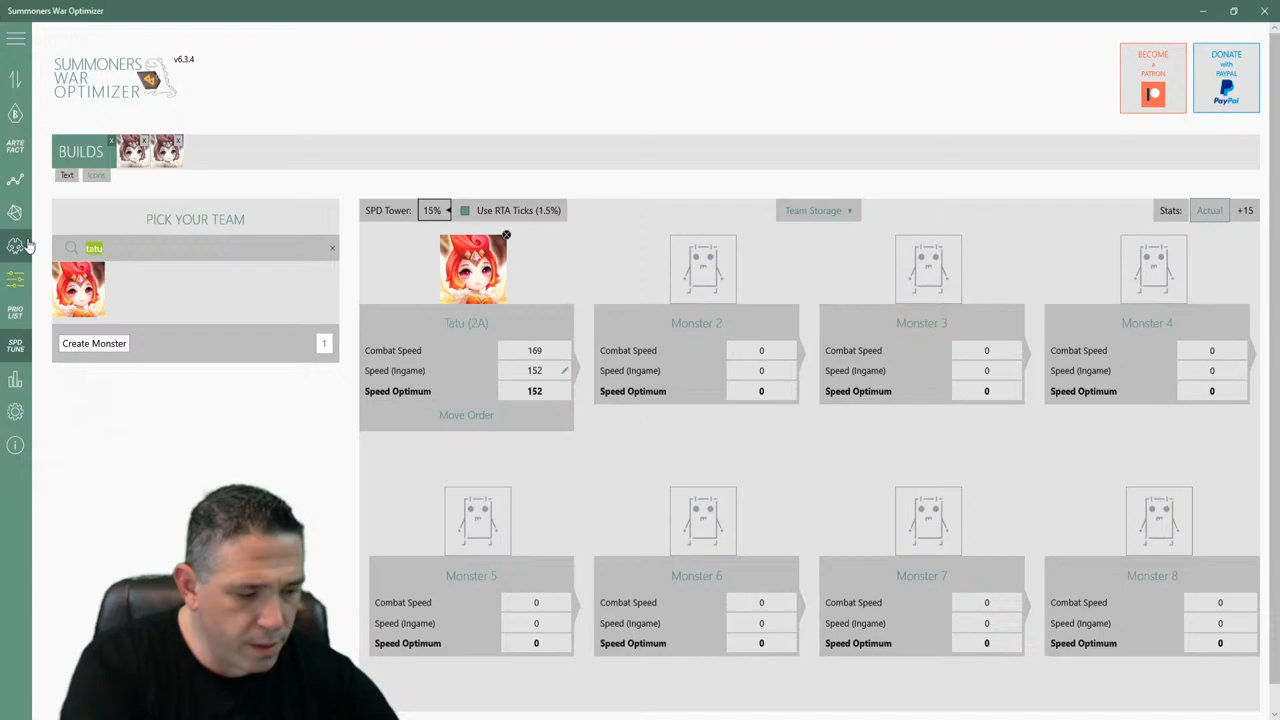 Summoners War Optimizer
SUMMONERS
WAR
OPTIMIZER
v6.3.4
BECOME
a
PATRON
DONATE
with
PAYPAL
PayPal
ARTE
FACT
PRIO
LIST
SPD
TUNE
BUILDS x x x
Text Icons
PICK YOUR TEAM
tatu ×
Create Monster 1
SPD Tower: 15% Use RTA Ticks (1.5%) Team Storage Stats: Actual +15
Tatu (2A)
Combat Speed 169
Speed (Ingame) 152
Speed Optimum 152
Move Order
Monster 2
Combat Speed 0
Speed (Ingame) 0
Speed Optimum 0
Monster 3
Combat Speed 0
Speed (Ingame) 0
Speed Optimum 0
Monster 4
Combat Speed 0
Speed (Ingame) 0
Speed Optimum 0
Monster 5
Combat Speed 0
Speed (Ingame) 0
Speed Optimum 0
Monster 6
Combat Speed 0
Speed (Ingame) 0
Speed Optimum 0
Monster 7
Combat Speed 0
Speed (Ingame) 0
Speed Optimum 0
Monster 8
Combat Speed 0
Speed (Ingame) 0
Speed Optimum 0